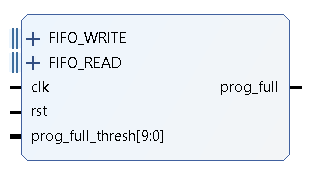 FIFO_WRITE
FIFO_READ
clk prog_full
rst
prog_full_thresh[9:0]